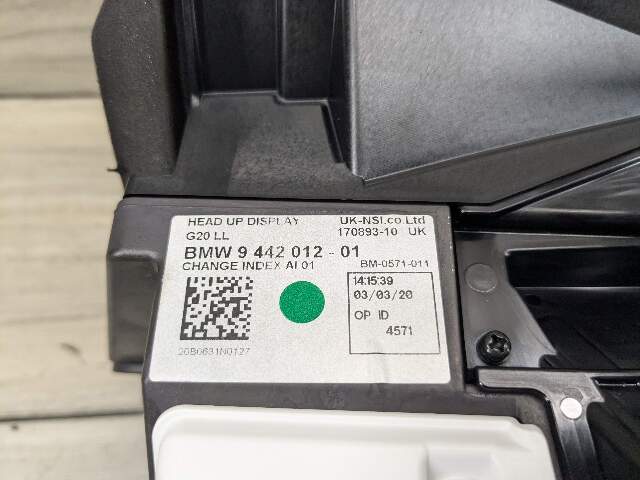 HEAD UP DISPLAY UK-NSI.co.Ltd
G20 LL 170893-10 UK
BMW 9 442 012 - 01
CHANGE INDEX AI 01 BM-0571-011
14:15:39
03/03/20
OP ID
4571
20B0631N0127